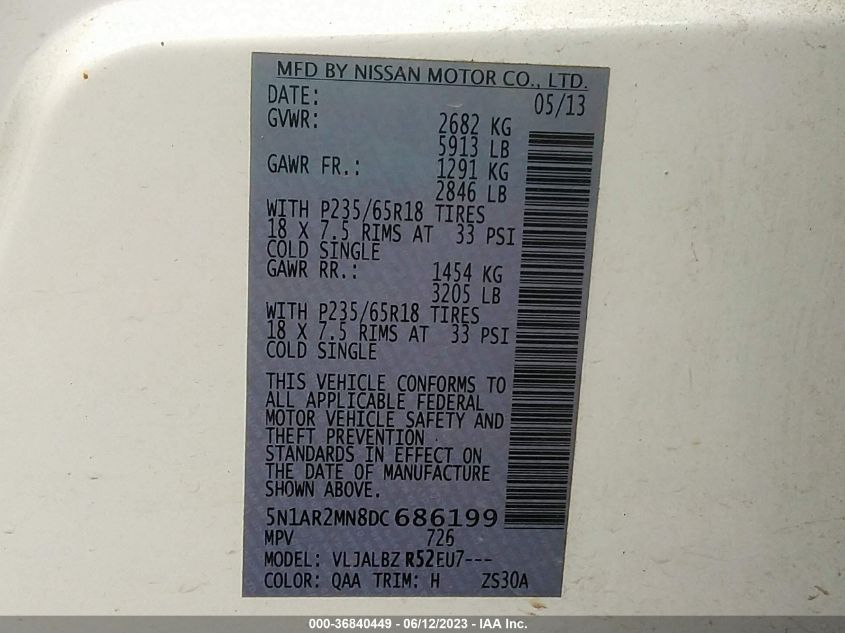 MFD BY NISSAN MOTOR CO., LTD.
DATE: 05/13
GVWR: 2682 KG
5913 LB
GAWR FR.: 1291 KG
2846 LB
WITH P235/65R18 TIRES
18 X 7.5 RIMS AT 33 PSI
COLD SINGLE
GAWR RR.: 1454 KG
3205 LB
WITH P235/65R18 TIRES
18 X 7.5 RIMS AT 33 PSI
COLD SINGLE
THIS VEHICLE CONFORMS TO
ALL APPLICABLE FEDERAL
MOTOR VEHICLE SAFETY AND
THEFT PREVENTION
STANDARDS IN EFFECT ON
THE DATE OF MANUFACTURE
SHOWN ABOVE.
5N1AR2MN8DC686199
MPV 726
MODEL: VLJALBZ R52EU7---
COLOR: QAA TRIM: H ZS30A
000-36840449 - 06/12/2023 - IAA Inc.